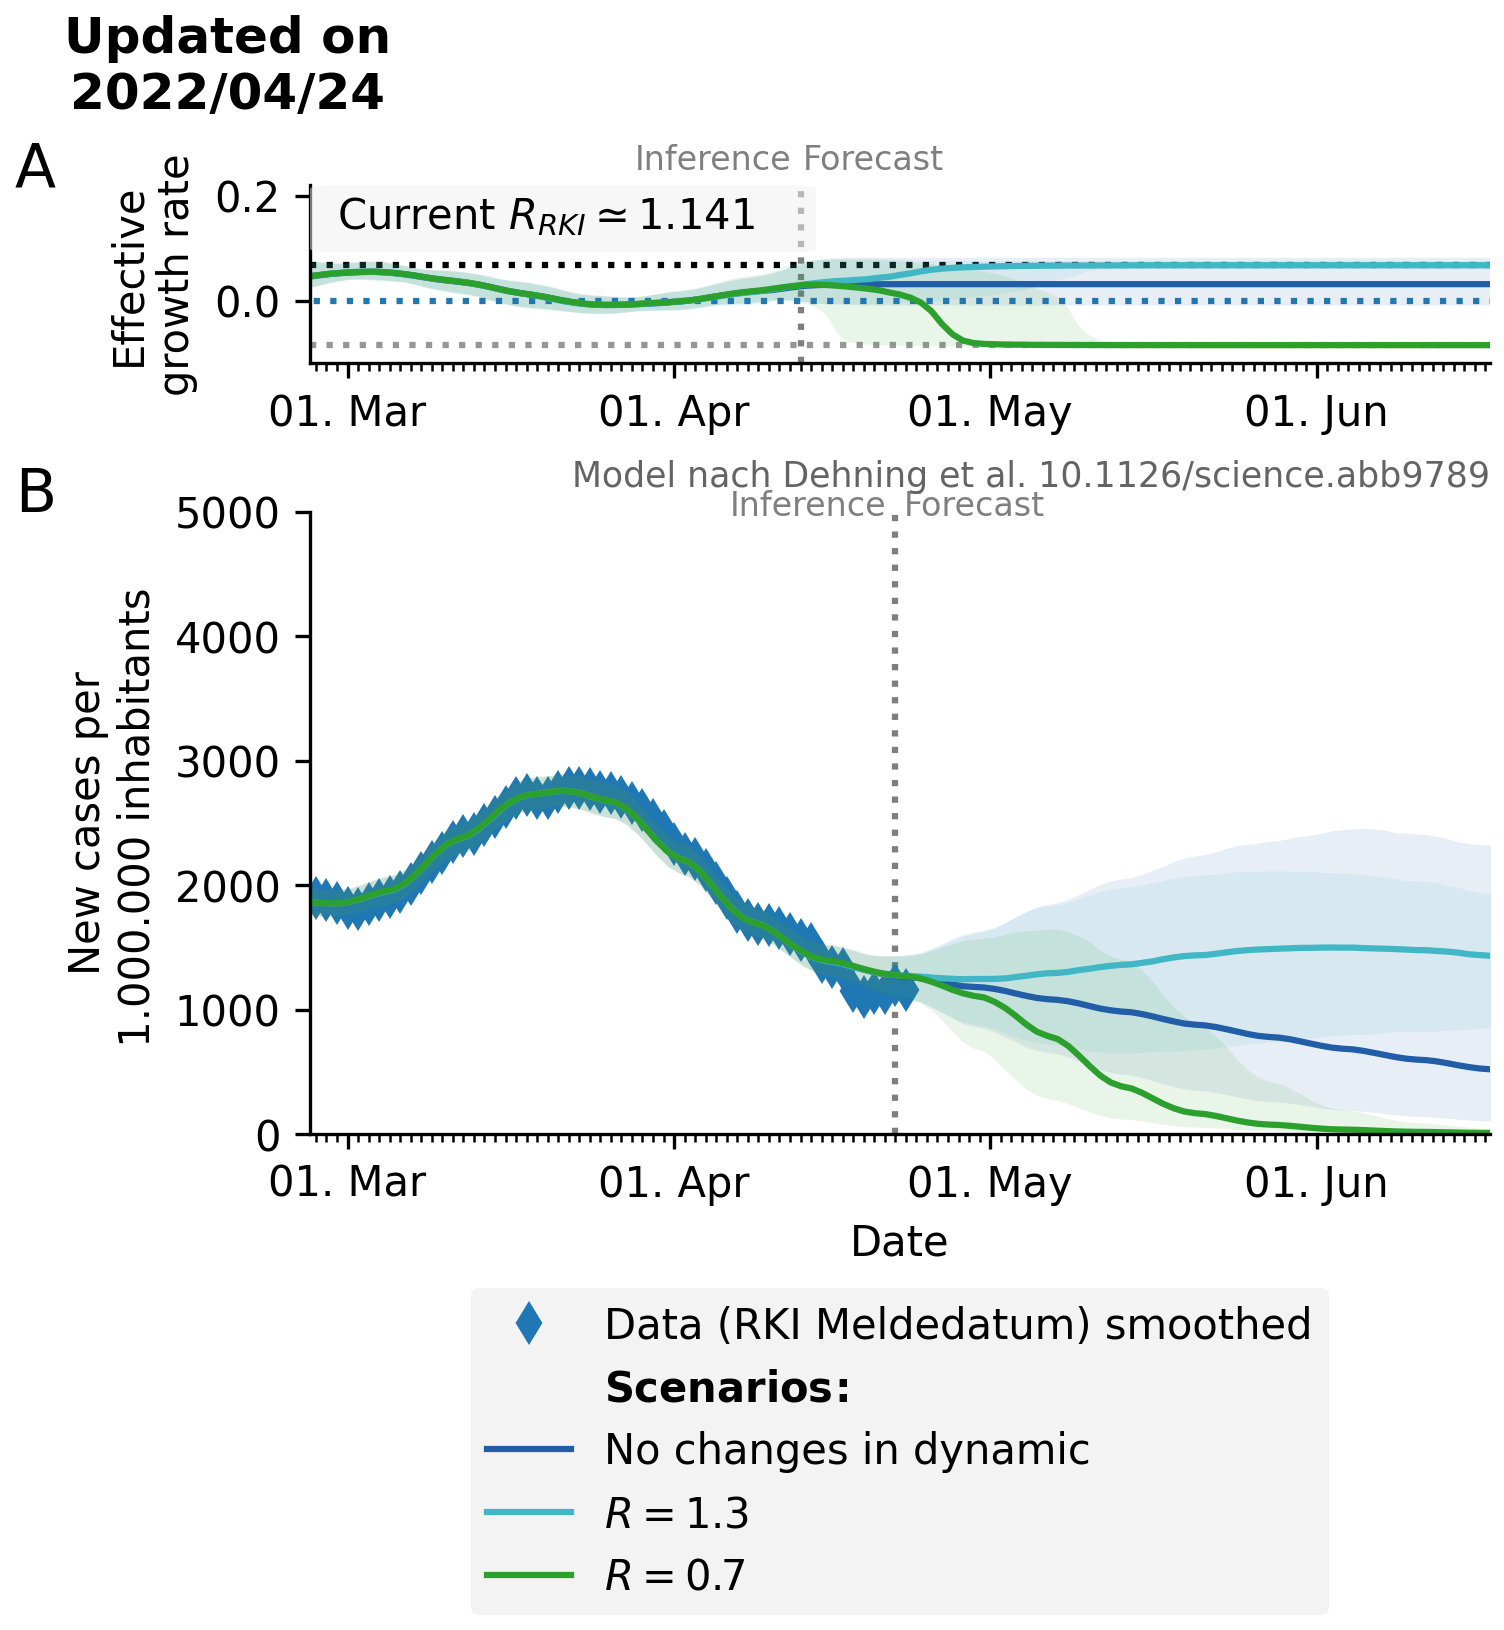 Updated on
2022/04/24
A
Inference Forecast
Effective
growth rate
0.2
0.0
Current R_RKI ≃ 1.141
01. Mar 01. Apr 01. May 01. Jun
B
Model nach Dehning et al. 10.1126/science.abb9789
Inference Forecast
New cases per
1.000.000 inhabitants
5000
4000
3000
2000
1000
0
01. Mar 01. Apr 01. May 01. Jun
Date
Data (RKI Meldedatum) smoothed
Scenarios:
No changes in dynamic
R = 1.3
R = 0.7